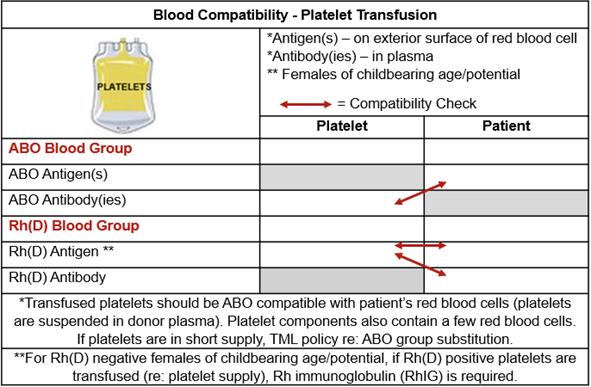 Blood Compatibility - Platelet Transfusion
PLATELETS
*Antigen(s) – on exterior surface of red blood cell
*Antibody(ies) – in plasma
** Females of childbearing age/potential
= Compatibility Check
Platelet Patient
ABO Blood Group
ABO Antigen(s)
ABO Antibody(ies)
Rh(D) Blood Group
Rh(D) Antigen **
Rh(D) Antibody
*Transfused platelets should be ABO compatible with patient's red blood cells (platelets
are suspended in donor plasma). Platelet components also contain a few red blood cells.
If platelets are in short supply, TML policy re: ABO group substitution.
**For Rh(D) negative females of childbearing age/potential, if Rh(D) positive platelets are
transfused (re: platelet supply), Rh immunoglobulin (RhIG) is required.